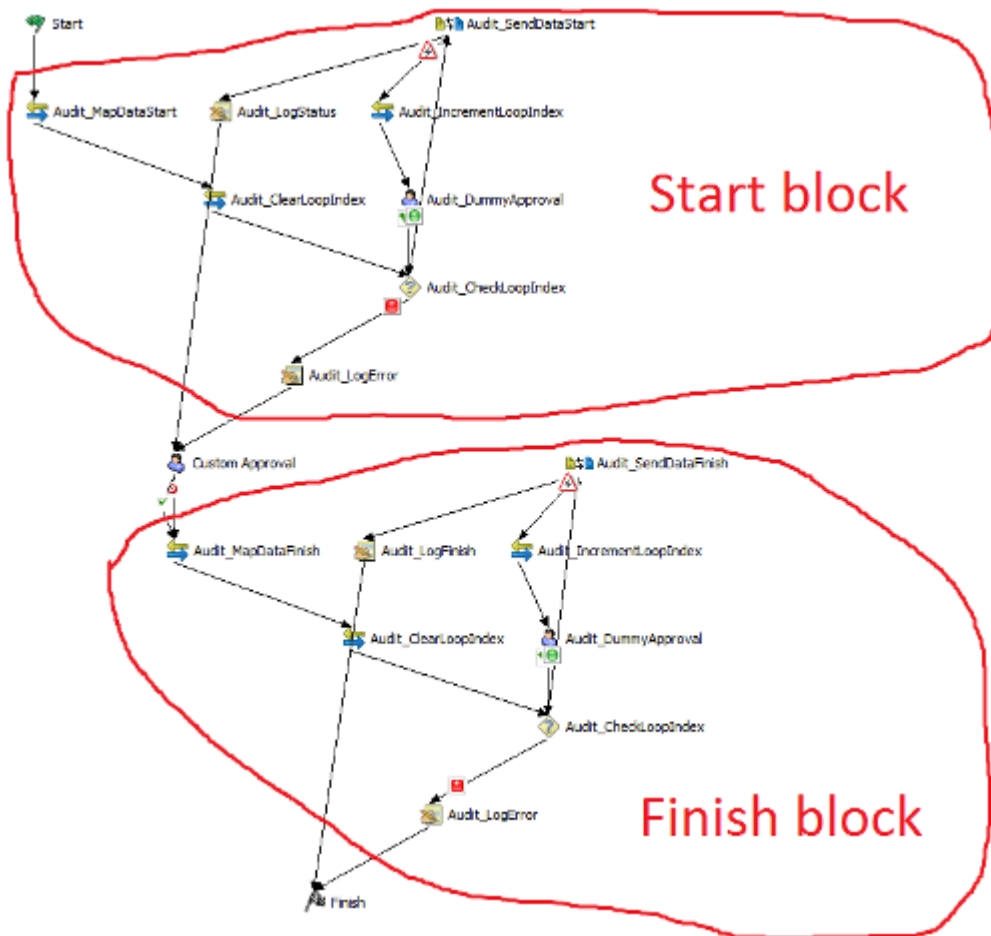 Start
Audit_SendDataStart
Audit_MapDataStart
Audit_LogStatus
Audit_IncrementLoopIndex
Audit_ClearLoopIndex
Audit_DummyApproval
Start block
Audit_CheckLoopIndex
Audit_LogError
Custom Approval
Audit_SendDataFinish
Audit_MapDataFinish
Audit_LogFinish
Audit_IncrementLoopIndex
Audit_ClearLoopIndex
Audit_DummyApproval
Audit_CheckLoopIndex
Audit_LogError
Finish block
Finish